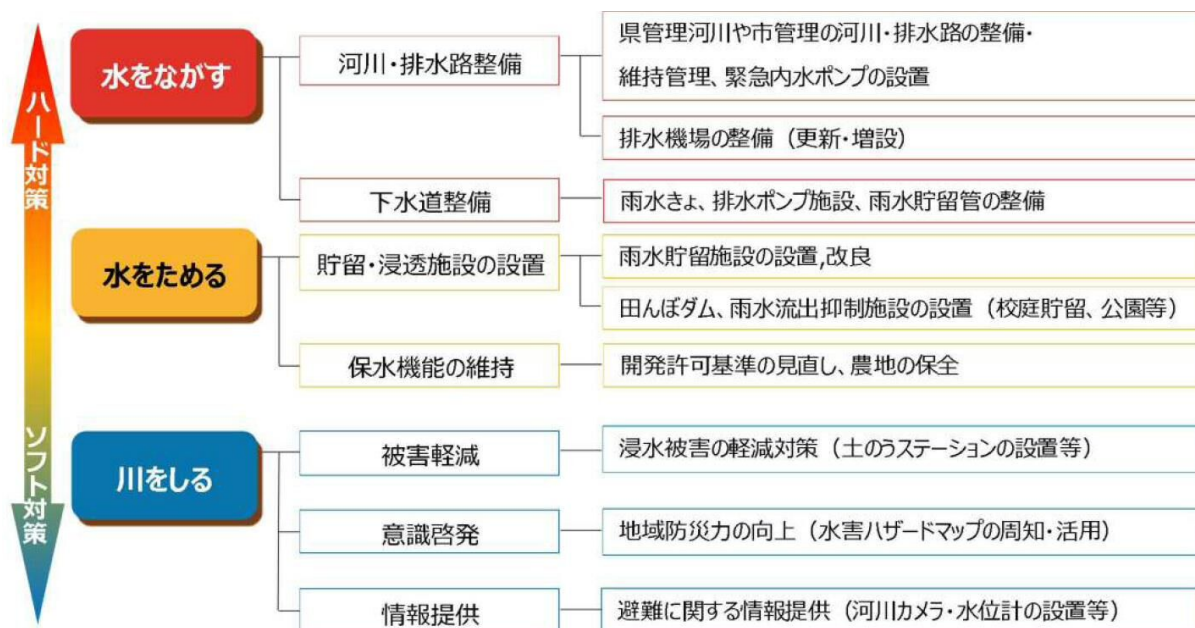 ハード対策
ソフト対策
水をながす
河川・排水路整備
県管理河川や市管理の河川・排水路の整備・
維持管理、緊急内水ポンプの設置
排水機場の整備（更新・増設）
下水道整備
雨水きょ、排水ポンプ施設、雨水貯留管の整備
水をためる
貯留・浸透施設の設置
雨水貯留施設の設置,改良
田んぼダム、雨水流出抑制施設の設置（校庭貯留、公園等）
保水機能の維持
開発許可基準の見直し、農地の保全
川をしる
被害軽減
浸水被害の軽減対策（土のうステーションの設置等）
意識啓発
地域防災力の向上（水害ハザードマップの周知・活用）
情報提供
避難に関する情報提供（河川カメラ・水位計の設置等）